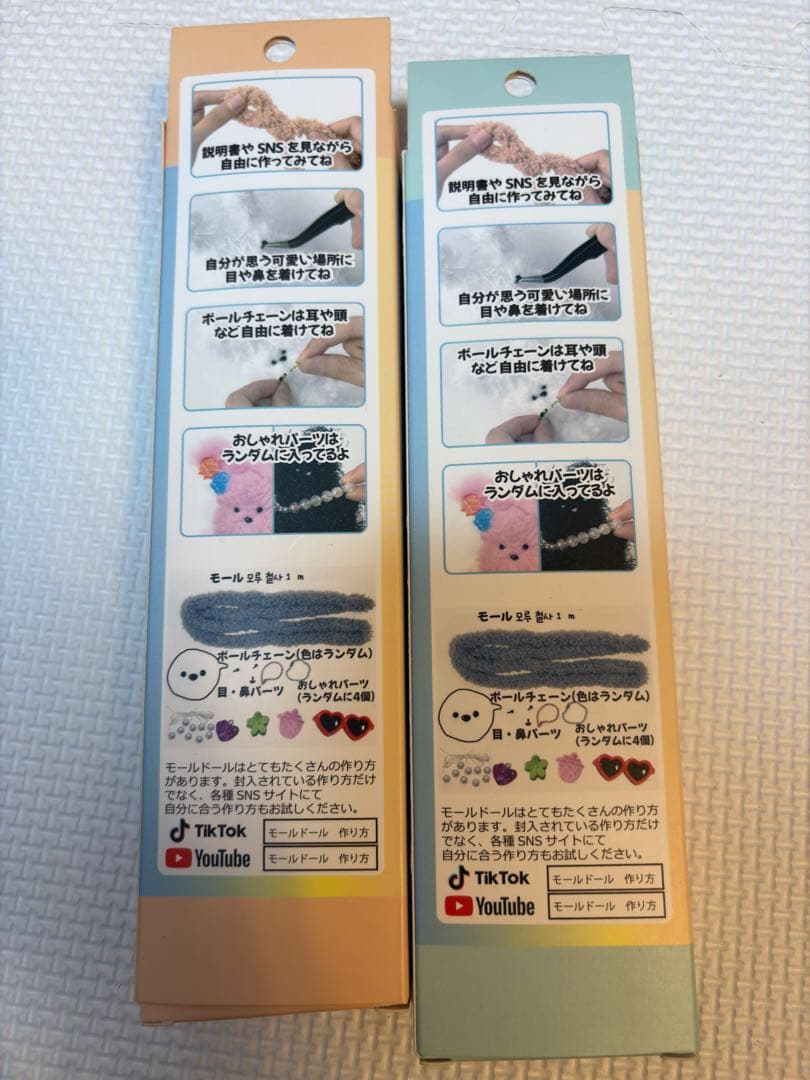 説明書や SNS を見ながら
自由に作ってみてね
自分が思う可愛い場所に
目や鼻を着けてね
ボールチェーンは耳や頭
など自由に着けてね
おしゃれパーツは
ランダムに入ってるよ
モール 모루 철사 1 m
ボールチェーン(色はランダム)
目・鼻パーツ
おしゃれパーツ
(ランダムに4個)
モールドールはとてもたくさんの作り方
があります。封入されている作り方だけ
でなく、各種 SNS サイトにて
自分に合う作り方もお試しください。
TikTok モールドール 作り方
YouTube モールドール 作り方
説明書や SNS を見ながら
自由に作ってみてね
自分が思う可愛い場所に
目や鼻を着けてね
ボールチェーンは耳や頭
など自由に着けてね
おしゃれパーツは
ランダムに入ってるよ
モール 모루 철사 1 m
ボールチェーン(色はランダム)
目・鼻パーツ
おしゃれパーツ
(ランダムに4個)
モールドールはとてもたくさんの作り方
があります。封入されている作り方だけ
でなく、各種 SNS サイトにて
自分に合う作り方もお試しください。
TikTok モールドール 作り方
YouTube モールドール 作り方